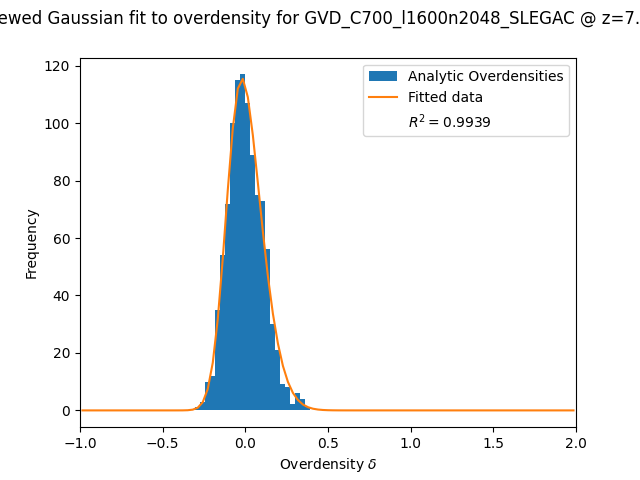 ewed Gaussian fit to overdensity for GVD_C700_l1600n2048_SLEGAC @ z=7.
Analytic Overdensities
Fitted data
R² = 0.9939
Frequency
120
100
80
60
40
20
0
−1.0 −0.5 0.0 0.5 1.0 1.5 2.0
Overdensity δ